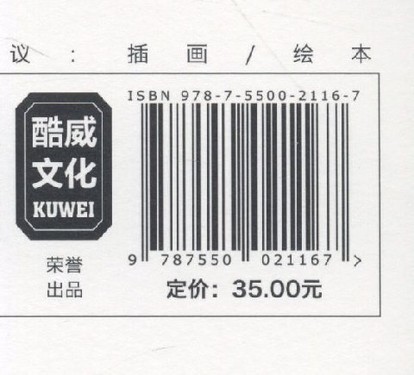 议：插画/绘本
ISBN 978-7-5500-2116-7
酷威
文化
KUWEI
荣誉
出品
9 787550 021167 >
定价：35.00元